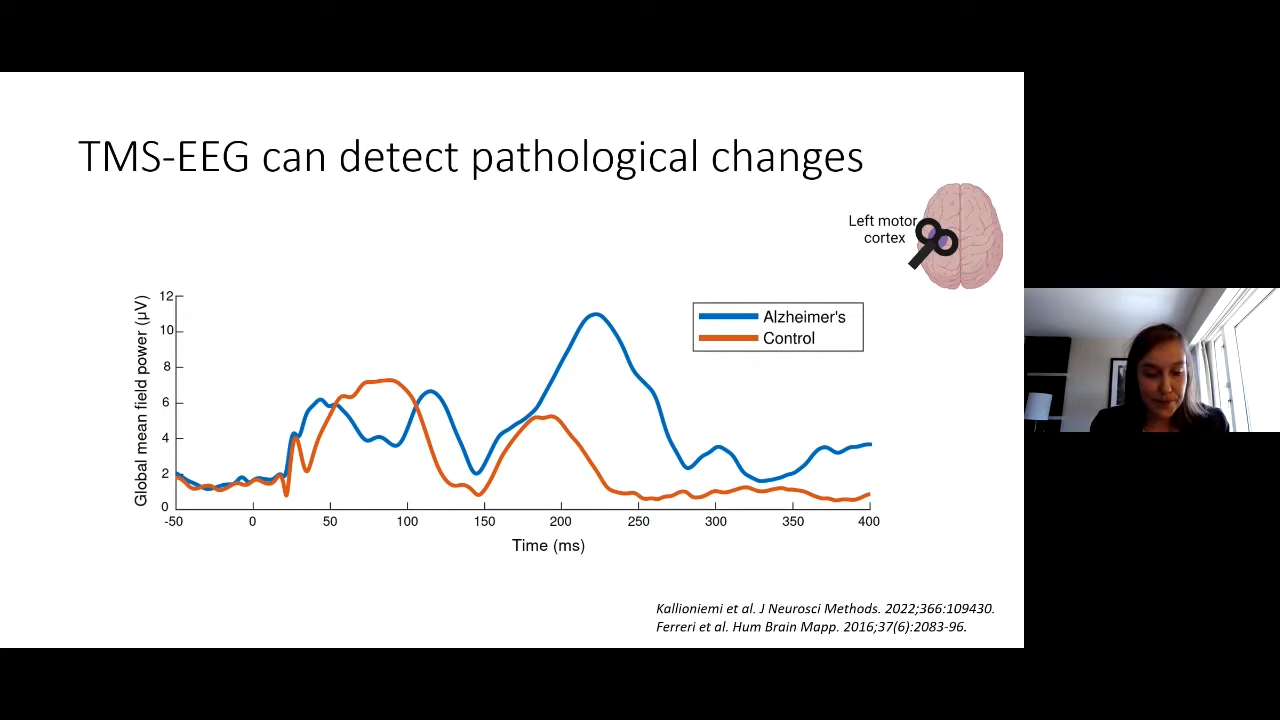 TMS-EEG can detect pathological changes
Left motor
cortex
Global mean field power (µV)
12
10
8
6
4
2
0
-50
0
50
100
150
200
250
300
350
400
Time (ms)
Alzheimer's
Control
Kallioniemi et al. J Neurosci Methods. 2022;366:109430.
Ferreri et al. Hum Brain Mapp. 2016;37(6):2083-96.